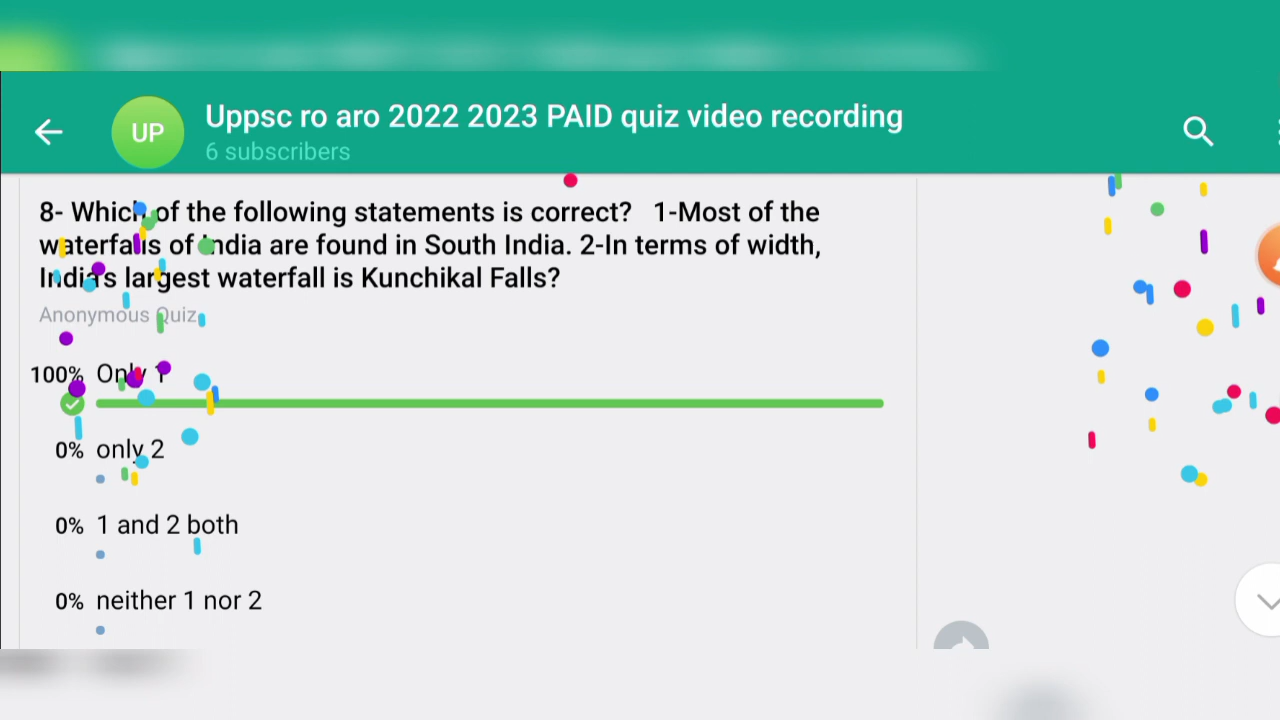 UP
Uppsc ro aro 2022 2023 PAID quiz video recording
6 subscribers
8- Which of the following statements is correct?   1-Most of the
waterfalls of India are found in South India. 2-In terms of width,
India's largest waterfall is Kunchikal Falls?
Anonymous Quiz
100% Only 1
0% only 2
0% 1 and 2 both
0% neither 1 nor 2